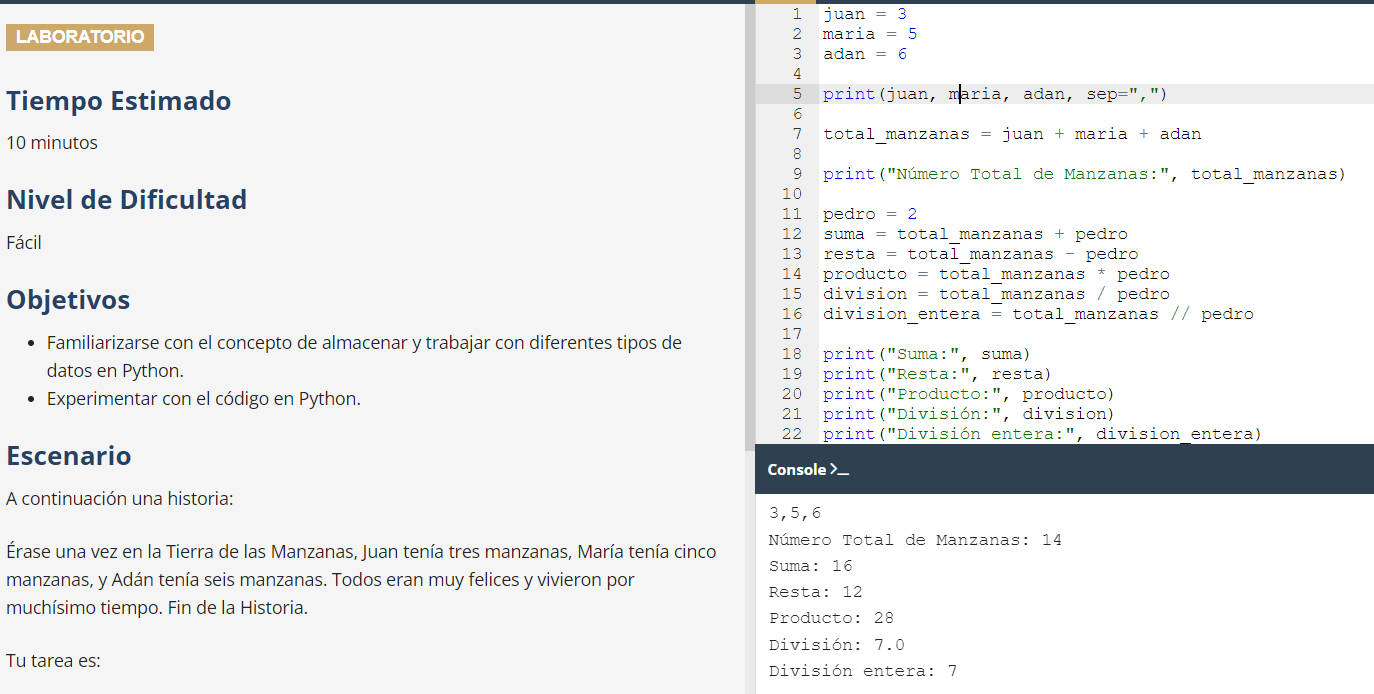 LABORATORIO
Tiempo Estimado
10 minutos
Nivel de Dificultad
Fácil
Objetivos
• Familiarizarse con el concepto de almacenar y trabajar con diferentes tipos de
datos en Python.
• Experimentar con el código en Python.
Escenario
A continuación una historia:
Érase una vez en la Tierra de las Manzanas, Juan tenía tres manzanas, María tenía cinco
manzanas, y Adán tenía seis manzanas. Todos eran muy felices y vivieron por
muchísimo tiempo. Fin de la Historia.
Tu tarea es:
1 juan = 3
2 maria = 5
3 adan = 6
4
5 print(juan, maria, adan, sep=",")
6
7 total_manzanas = juan + maria + adan
8
9 print("Número Total de Manzanas:", total_manzanas)
10
11 pedro = 2
12 suma = total_manzanas + pedro
13 resta = total_manzanas - pedro
14 producto = total_manzanas * pedro
15 division = total_manzanas / pedro
16 division_entera = total_manzanas // pedro
17
18 print("Suma:", suma)
19 print("Resta:", resta)
20 print("Producto:", producto)
21 print("División:", division)
22 print("División entera:", division_entera)
Console >_
3,5,6
Número Total de Manzanas: 14
Suma: 16
Resta: 12
Producto: 28
División: 7.0
División entera: 7